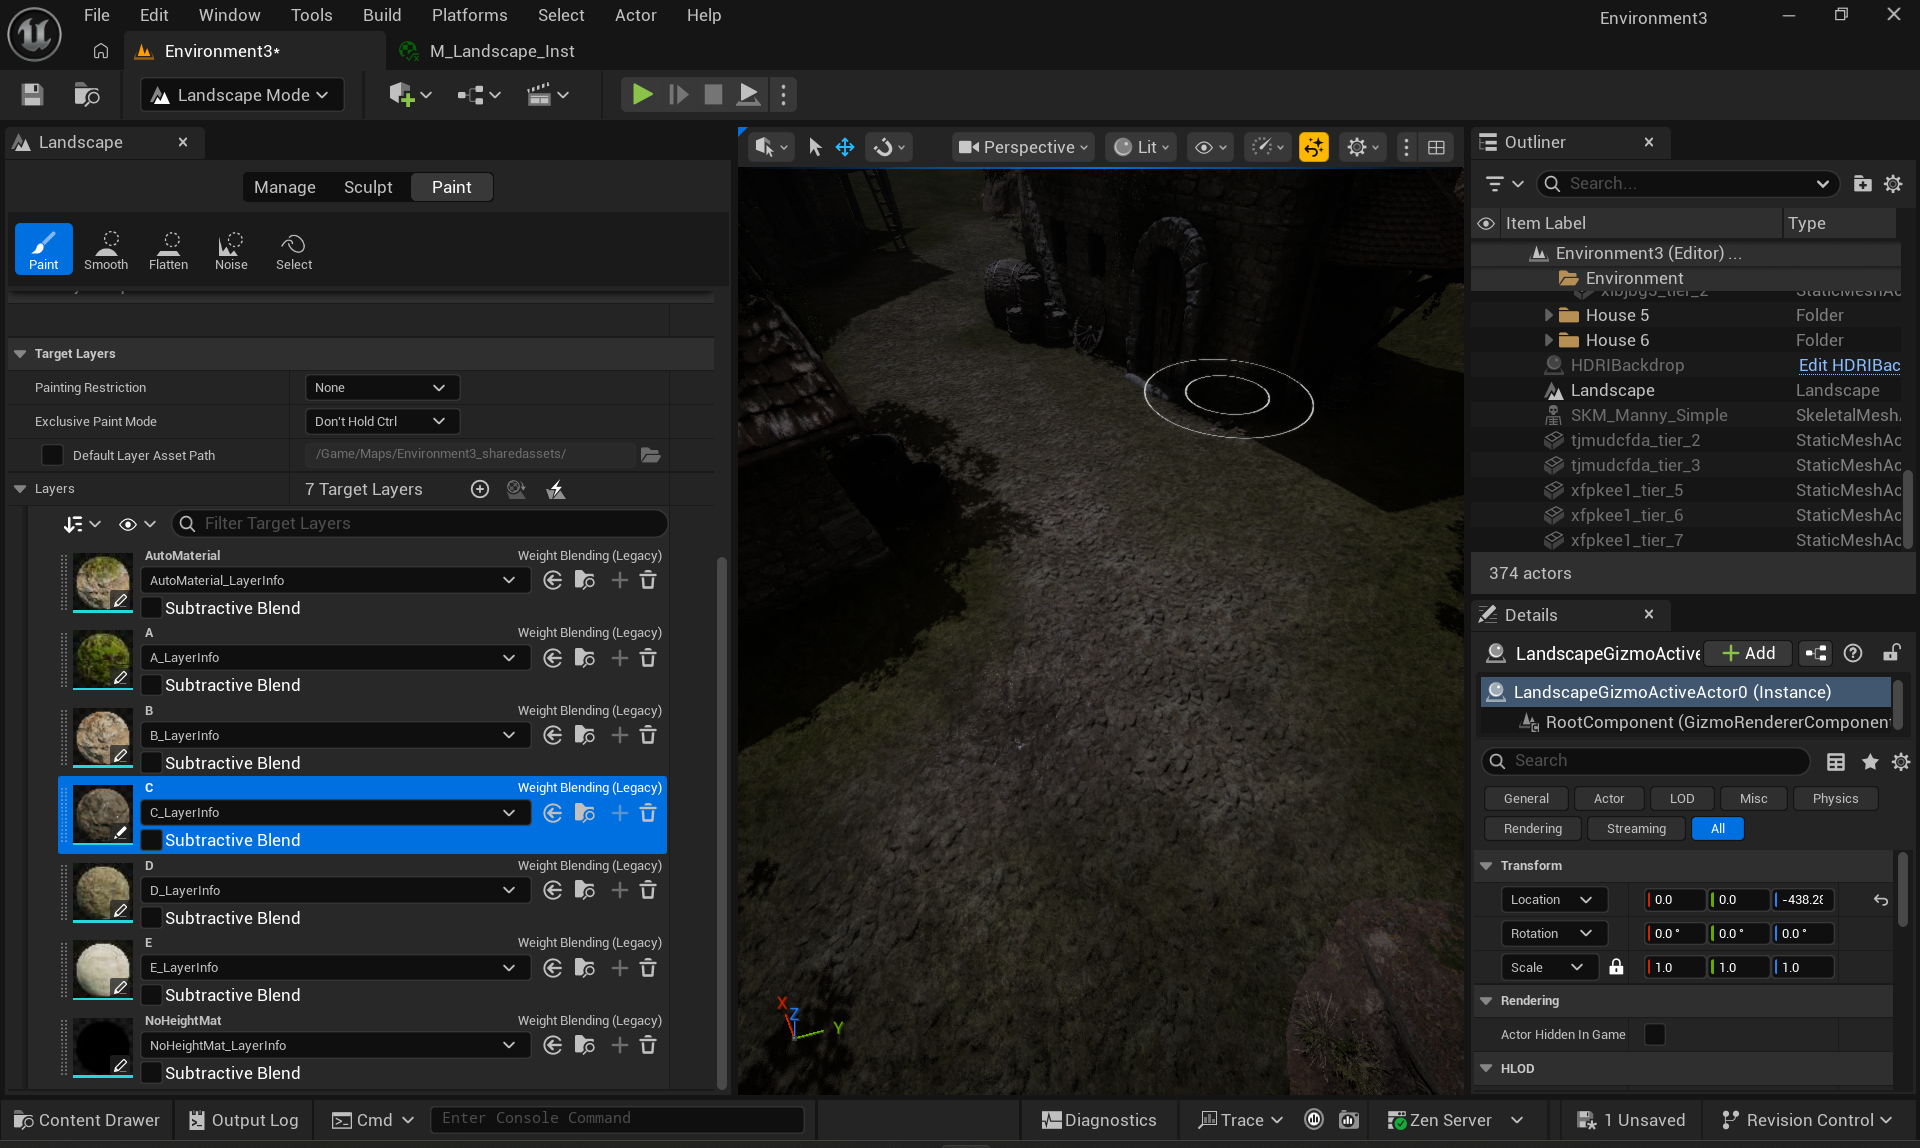 File Edit Window Tools Build Platforms Select Actor Help
Environment3
Environment3*
M_Landscape_Inst
Landscape Mode
Landscape
Manage Sculpt Paint
Paint Smooth Flatten Noise Select
Target Layers
Painting Restriction None
Exclusive Paint Mode Don't Hold Ctrl
Default Layer Asset Path /Game/Maps/Environment3_sharedassets/
Layers 7 Target Layers
Filter Target Layers
AutoMaterial Weight Blending (Legacy)
AutoMaterial_LayerInfo
Subtractive Blend
A Weight Blending (Legacy)
A_LayerInfo
Subtractive Blend
B Weight Blending (Legacy)
B_LayerInfo
Subtractive Blend
C Weight Blending (Legacy)
C_LayerInfo
Subtractive Blend
D Weight Blending (Legacy)
D_LayerInfo
Subtractive Blend
E Weight Blending (Legacy)
E_LayerInfo
Subtractive Blend
NoHeightMat Weight Blending (Legacy)
NoHeightMat_LayerInfo
Subtractive Blend
Perspective Lit
X
Z
Y
Outliner
Search...
Item Label Type
Environment3 (Editor) ...
Environment
House 5 Folder
House 6 Folder
HDRIBackdrop Edit HDRIBac
Landscape Landscape
SKM_Manny_Simple SkeletalMesh
tjmudcfda_tier_2 StaticMeshAc
tjmudcfda_tier_3 StaticMeshAc
xfpkee1_tier_5 StaticMeshAc
xfpkee1_tier_6 StaticMeshAc
xfpkee1_tier_7 StaticMeshAc
374 actors
Details
LandscapeGizmoActive Add
LandscapeGizmoActiveActor0 (Instance)
RootComponent (GizmoRendererComponent
Search
General Actor LOD Misc Physics
Rendering Streaming All
Transform
Location 0.0 0.0 -438.28
Rotation 0.0 ° 0.0 ° 0.0 °
Scale 1.0 1.0 1.0
Rendering
Actor Hidden In Game
HLOD
Content Drawer Output Log Cmd Enter Console Command Diagnostics Trace Zen Server 1 Unsaved Revision Control